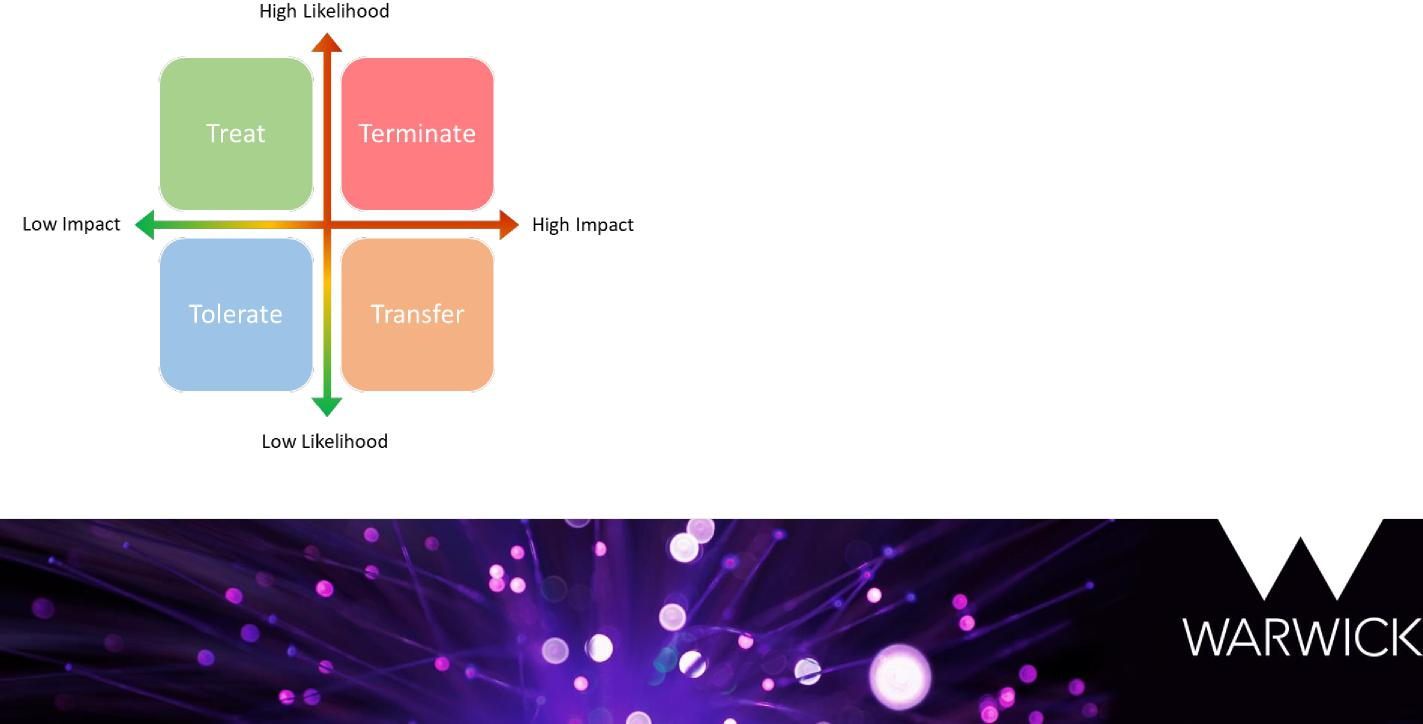 High Likelihood
Treat
Terminate
Low Impact
High Impact
Tolerate
Transfer
Low Likelihood
WARWICK